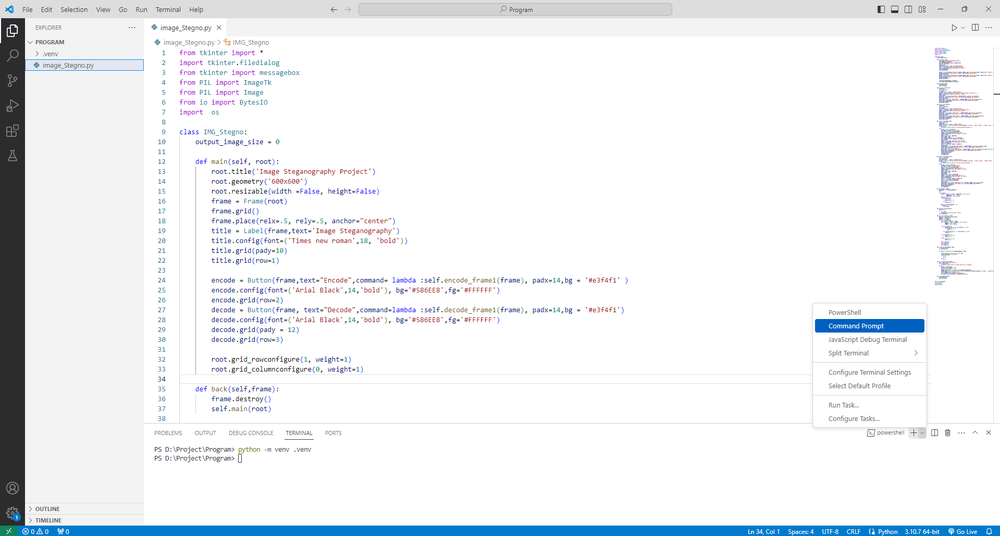 File Edit Selection View Go Run Terminal Help
Program
EXPLORER
PROGRAM
.venv
image_Stegno.py
image_Stegno.py
image_Stegno.py > IMG_Stegno
1 from tkinter import *
2 import tkinter.filedialog
3 from tkinter import messagebox
4 from PIL import ImageTk
5 from PIL import Image
6 from io import BytesIO
7 import  os
8
9 class IMG_Stegno:
10     output_image_size = 0
11
12     def main(self, root):
13         root.title('Image Steganography Project')
14         root.geometry('600x600')
15         root.resizable(width =False, height=False)
16         frame = Frame(root)
17         frame.grid()
18         frame.place(relx=.5, rely=.5, anchor="center")
19         title = Label(frame,text='Image Steganography')
20         title.config(font=('Times new roman',18, 'bold'))
21         title.grid(pady=10)
22         title.grid(row=1)
23
24         encode = Button(frame,text="Encode",command= lambda :self.encode_frame1(frame), padx=14,bg = '#e3f4f1' )
25         encode.config(font=('Arial Black',14,'bold'), bg='#586EE8',fg='#FFFFFF')
26         encode.grid(row=2)
27         decode = Button(frame, text="Decode",command=lambda :self.decode_frame1(frame), padx=14,bg = '#e3f4f1')
28         decode.config(font=('Arial Black',14,'bold'), bg='#586EE8',fg='#FFFFFF')
29         decode.grid(pady = 12)
30         decode.grid(row=3)
31
32         root.grid_rowconfigure(1, weight=1)
33         root.grid_columnconfigure(0, weight=1)
34
35     def back(self,frame):
36         frame.destroy()
37         self.main(root)
38
PowerShell
Command Prompt
JavaScript Debug Terminal
Split Terminal
Configure Terminal Settings
Select Default Profile
Run Task...
Configure Tasks...
PROBLEMS OUTPUT DEBUG CONSOLE TERMINAL PORTS
powershell
PS D:\Project\Program> python -m venv .venv
PS D:\Project\Program>
OUTLINE
TIMELINE
1
0 0 0
Ln 34, Col 1 Spaces: 4 UTF-8 CRLF Python 3.10.7 64-bit Go Live